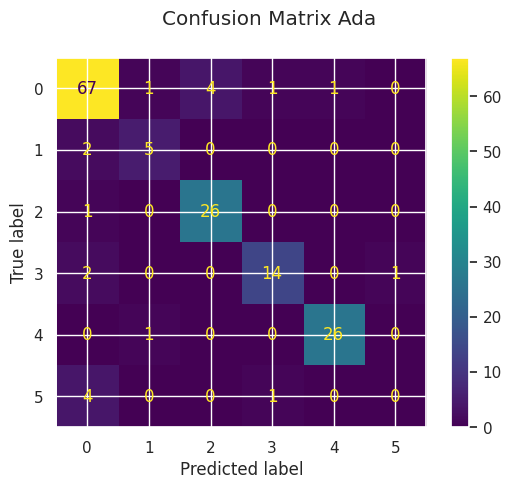 Confusion Matrix Ada
0 67 1 4 1 1 0
1 2 5 0 0 0 0
2 1 0 26 0 0 0
3 2 0 0 14 0 1
4 0 1 0 0 26 0
5 4 0 0 1 0 0
0 1 2 3 4 5
Predicted label
True label
60
50
40
30
20
10
0